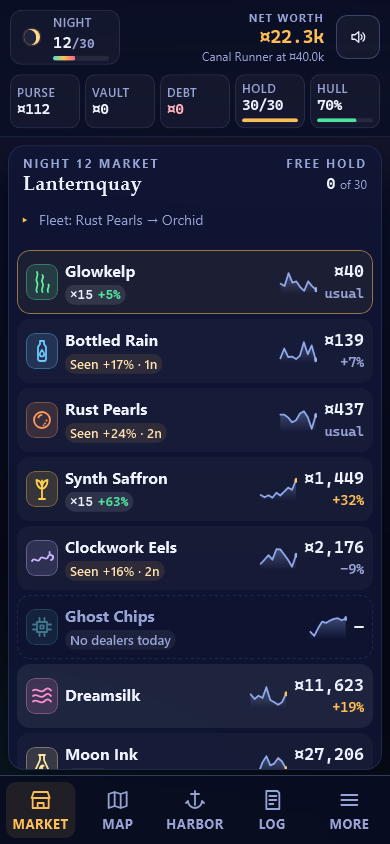 NIGHT
12/30
NET WORTH
¤22.3k
Canal Runner at ¤40.0k
PURSE
¤112
VAULT
¤0
DEBT
¤0
HOLD
30/30
HULL
70%
NIGHT 12 MARKET
Lanternquay
FREE HOLD
0 of 30
Fleet: Rust Pearls → Orchid
Glowkelp
×15 +5%
¤40
usual
Bottled Rain
Seen +17% · 1n
¤139
+7%
Rust Pearls
Seen +24% · 2n
¤437
usual
Synth Saffron
×15 +63%
¤1,449
+32%
Clockwork Eels
Seen +16% · 2n
¤2,176
−9%
Ghost Chips
No dealers today
—
Dreamsilk
¤11,623
+19%
Moon Ink
¤27,206
MARKET
MAP
HARBOR
LOG
MORE